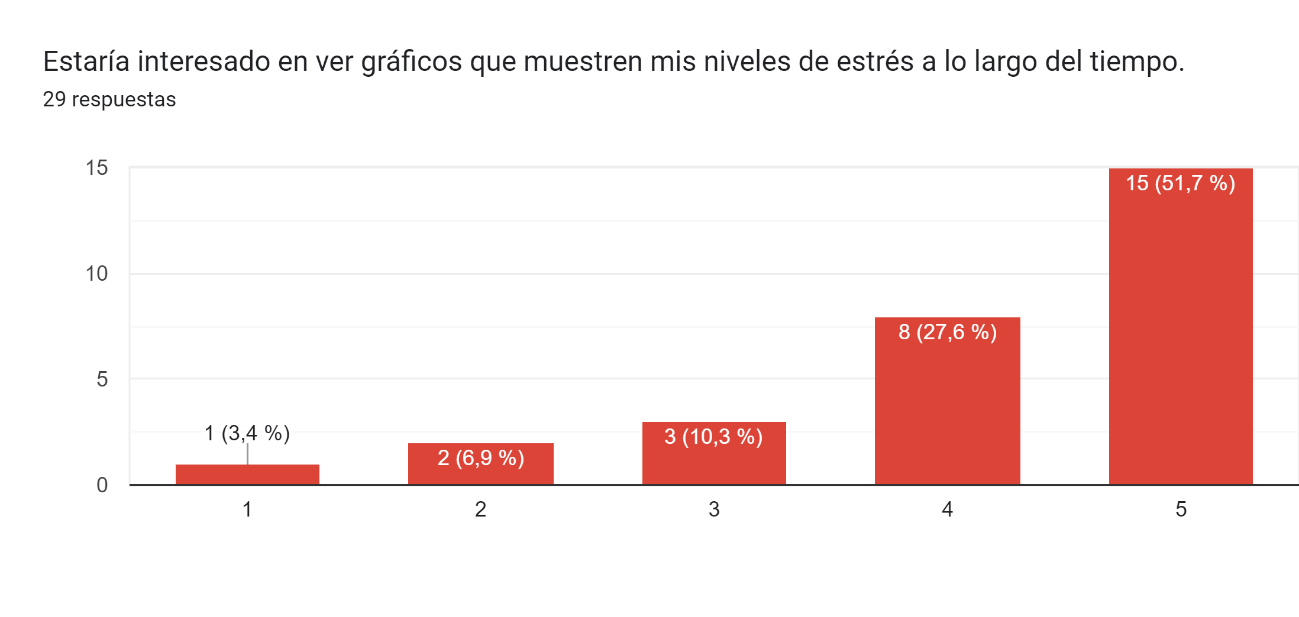 Estaría interesado en ver gráficos que muestren mis niveles de estrés a lo largo del tiempo.
29 respuestas
15
15 (51,7 %)
10
8 (27,6 %)
5
1 (3,4 %)
3 (10,3 %)
2 (6,9 %)
0
1 2 3 4 5